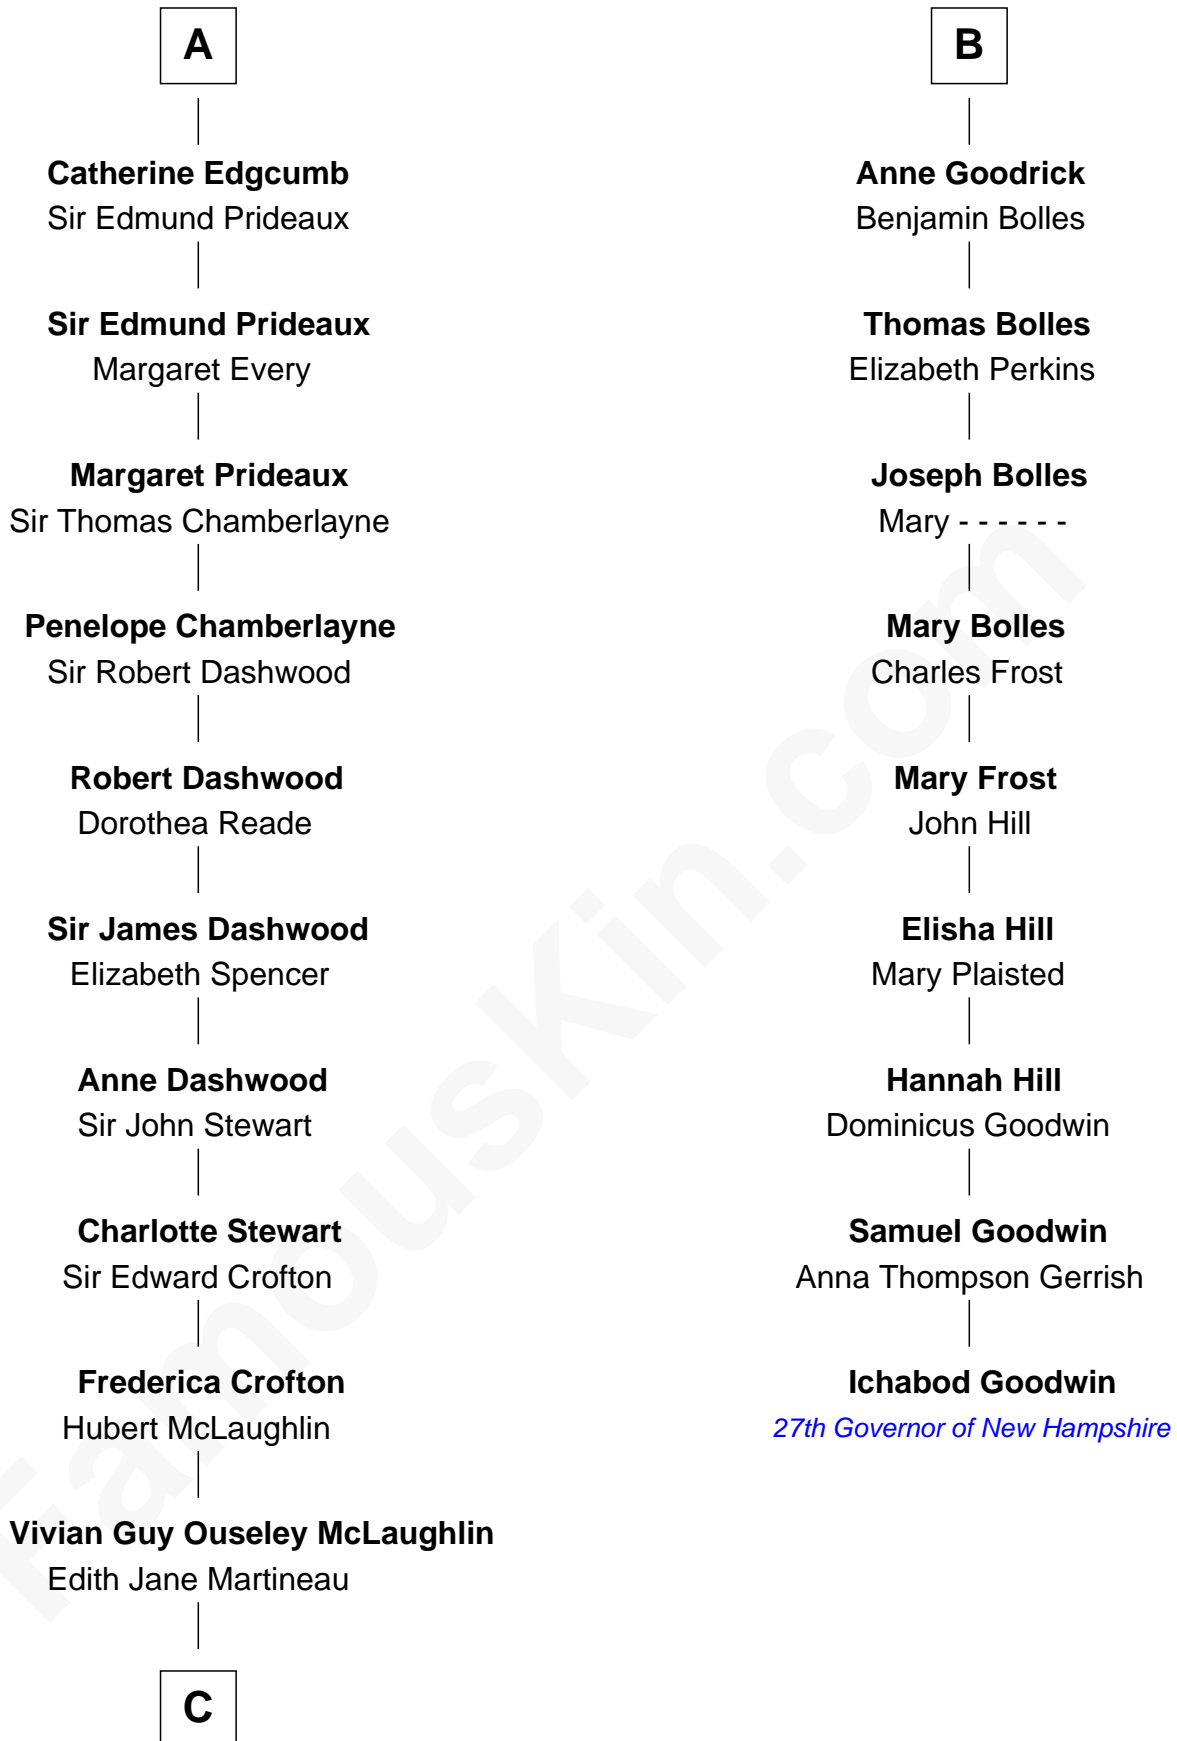 A
Catherine Edgcumb
Sir Edmund Prideaux
Sir Edmund Prideaux
Margaret Every
Margaret Prideaux
Sir Thomas Chamberlayne
Penelope Chamberlayne
Sir Robert Dashwood
Robert Dashwood
Dorothea Reade
Sir James Dashwood
Elizabeth Spencer
Anne Dashwood
Sir John Stewart
Charlotte Stewart
Sir Edward Crofton
Frederica Crofton
Hubert McLaughlin
Vivian Guy Ouseley McLaughlin
Edith Jane Martineau
C
B
Anne Goodrick
Benjamin Bolles
Thomas Bolles
Elizabeth Perkins
Joseph Bolles
Mary - - - - - -
Mary Bolles
Charles Frost
Mary Frost
John Hill
Elisha Hill
Mary Plaisted
Hannah Hill
Dominicus Goodwin
Samuel Goodwin
Anna Thompson Gerrish
Ichabod Goodwin
27th Governor of New Hampshire
FamousKin.com